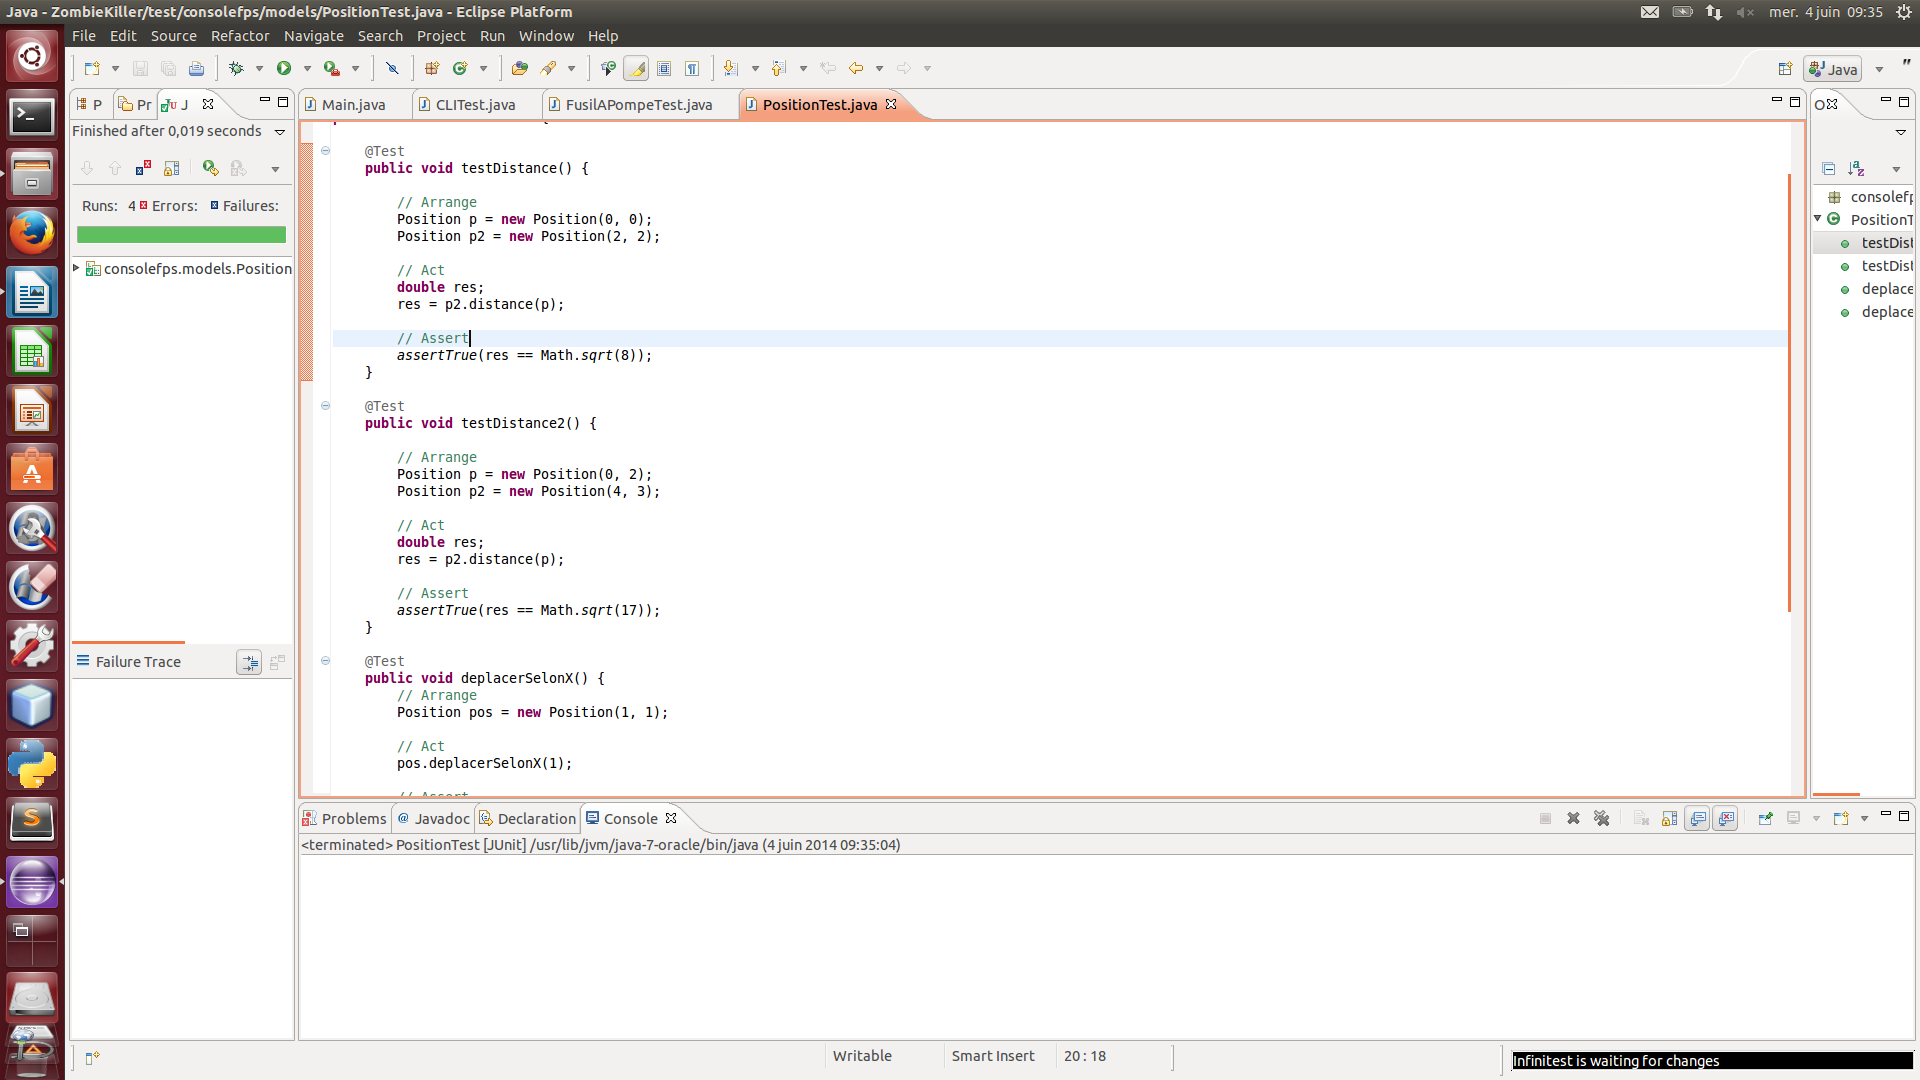 Java - ZombieKiller/test/consolefps/models/PositionTest.java - Eclipse Platform
mer. 4 juin 09:35
File Edit Source Refactor Navigate Search Project Run Window Help
Java
P Pr J
Main.java CLITest.java FusilAPompeTest.java PositionTest.java
Finished after 0,019 seconds
Runs: 4 Errors: Failures:
consolefps.models.Position
Failure Trace
@Test
public void testDistance() {
// Arrange
Position p = new Position(0, 0);
Position p2 = new Position(2, 2);
// Act
double res;
res = p2.distance(p);
// Assert
assertTrue(res == Math.sqrt(8));
}
@Test
public void testDistance2() {
// Arrange
Position p = new Position(0, 2);
Position p2 = new Position(4, 3);
// Act
double res;
res = p2.distance(p);
// Assert
assertTrue(res == Math.sqrt(17));
}
@Test
public void deplacerSelonX() {
// Arrange
Position pos = new Position(1, 1);
// Act
pos.deplacerSelonX(1);
// Assert
consolefp
PositionT
testDist
testDist
deplace
deplace
Problems @ Javadoc Declaration Console
<terminated> PositionTest [JUnit] /usr/lib/jvm/java-7-oracle/bin/java (4 juin 2014 09:35:04)
Writable Smart Insert 20 : 18
Infinitest is waiting for changes